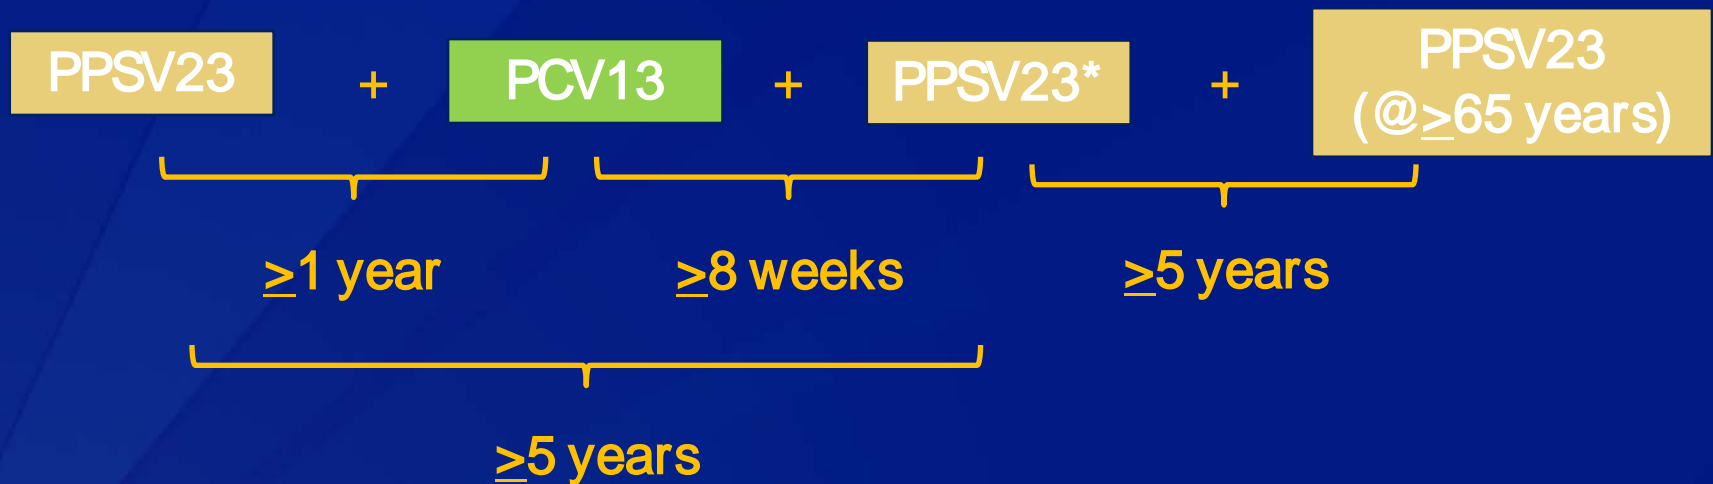 PPSV23 + PCV13 + PPSV23* + PPSV23
(@≥65 years)
≥1 year ≥8 weeks ≥5 years
≥5 years